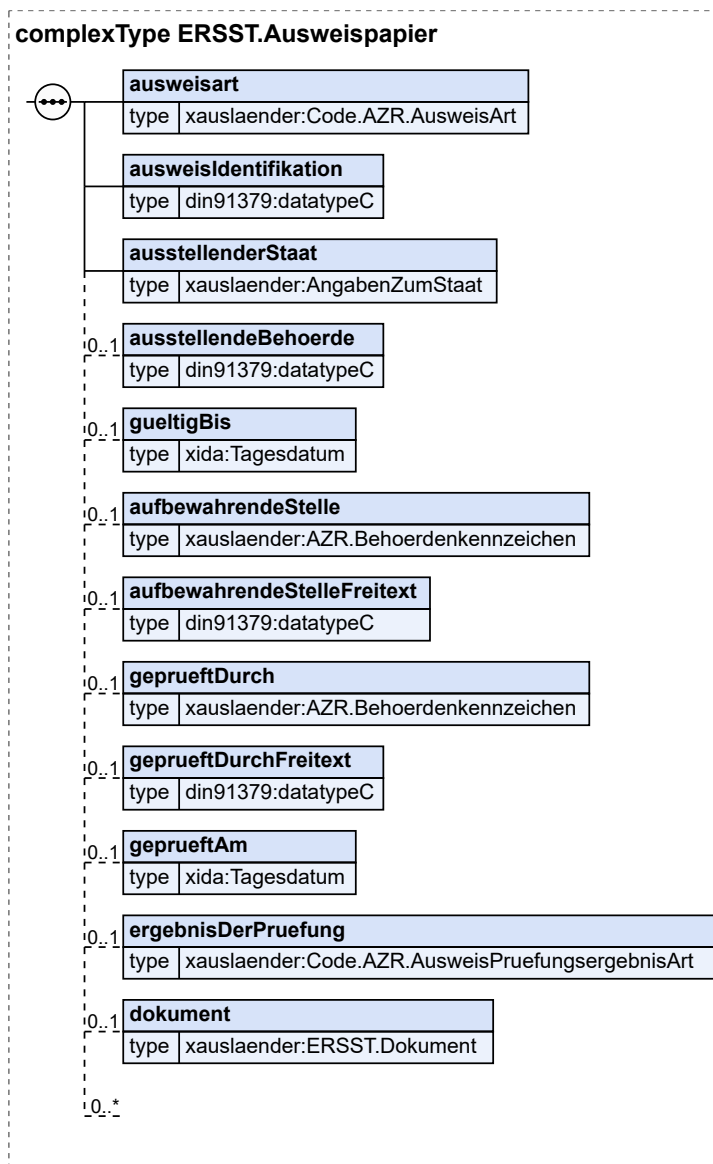 complexType ERSST.Ausweispapier
ausweisart
type xauslaender:Code.AZR.AusweisArt
ausweisIdentifikation
type din91379:datatypeC
ausstellenderStaat
type xauslaender:AngabenZumStaat
0..1 ausstellendeBehoerde
type din91379:datatypeC
0..1 gueltigBis
type xida:Tagesdatum
0..1 aufbewahrendeStelle
type xauslaender:AZR.Behoerdenkennzeichen
0..1 aufbewahrendeStelleFreitext
type din91379:datatypeC
0..1 geprueftDurch
type xauslaender:AZR.Behoerdenkennzeichen
0..1 geprueftDurchFreitext
type din91379:datatypeC
0..1 geprueftAm
type xida:Tagesdatum
0..1 ergebnisDerPruefung
type xauslaender:Code.AZR.AusweisPruefungsergebnisArt
0..1 dokument
type xauslaender:ERSST.Dokument
0..*